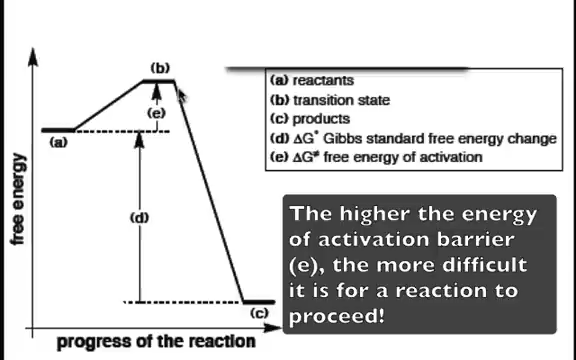 (b)
(a) reactants
(b) transition state
(c) products
(d) ΔG° Gibbs standard free energy change
(e) ΔG≠ free energy of activation
(e)
(a)
(d)
(c)
free energy
progress of the reaction
The higher the energy
of activation barrier
(e), the more difficult
it is for a reaction to
proceed!